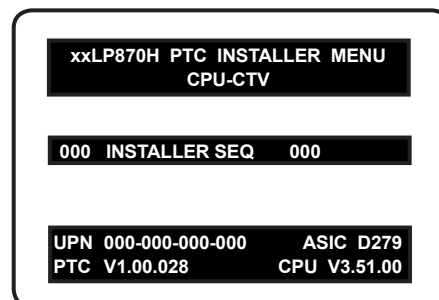 xxLP870H PTC INSTALLER MENU
CPU-CTV
000 INSTALLER SEQ 000
UPN 000-000-000-000 ASIC D279
PTC V1.00.028 CPU V3.51.00